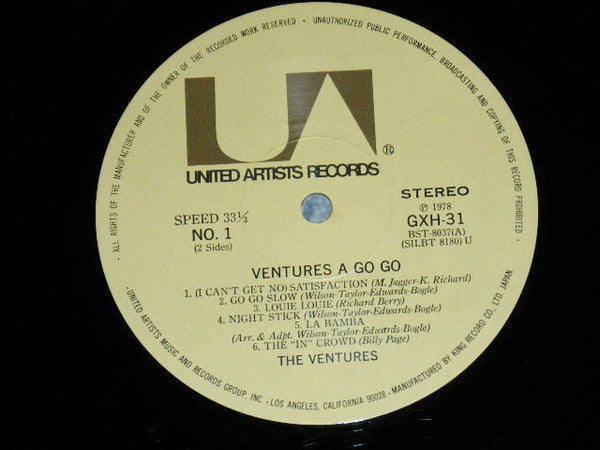 · ALL RIGHTS OF THE MANUFACTURER AND OF THE OWNER OF THE RECORDED WORK RESERVED · UNAUTHORIZED PUBLIC PERFORMANCE, BROADCASTING AND COPYING OF THIS RECORD PROHIBITED ·
UA®
UNITED ARTISTS RECORDS
SPEED 33⅓
NO. 1
(2 Sides)
STEREO
℗ 1978
GXH-31
BST-8037(A)
(SILBT 8180) U
VENTURES A GO GO
1. (I CAN'T GET NO) SATISFACTION (M. Jagger-K. Richard)
2. GO GO SLOW (Wilson-Taylor-Edwards-Bogle)
3. LOUIE LOUIE (Richard Berry)
4. NIGHT STICK (Wilson-Taylor-Edwards-Bogle)
5. LA BAMBA
(Arr. & Adpt. Wilson-Taylor-Edwards-Bogle)
6. THE "IN" CROWD (Billy Page)
THE VENTURES
· UNITED ARTISTS MUSIC AND RECORDS GROUP, INC. · LOS ANGELES, CALIFORNIA 90028 · MANUFACTURED BY KING RECORD CO. LTD, JAPAN.